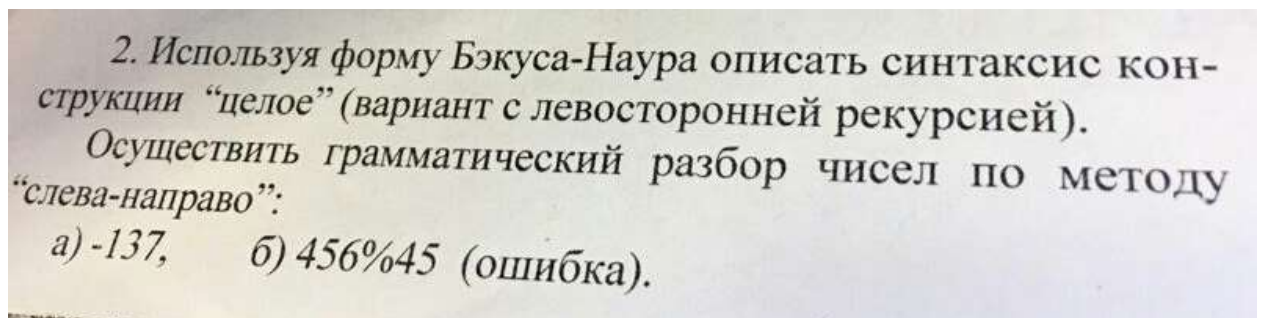 2. Используя форму Бэкуса-Наура описать синтаксис кон-
струкции “целое” (вариант с левосторонней рекурсией).
Осуществить грамматический разбор чисел по методу
“слева-направо”:
а) -137, б) 456%45 (ошибка).